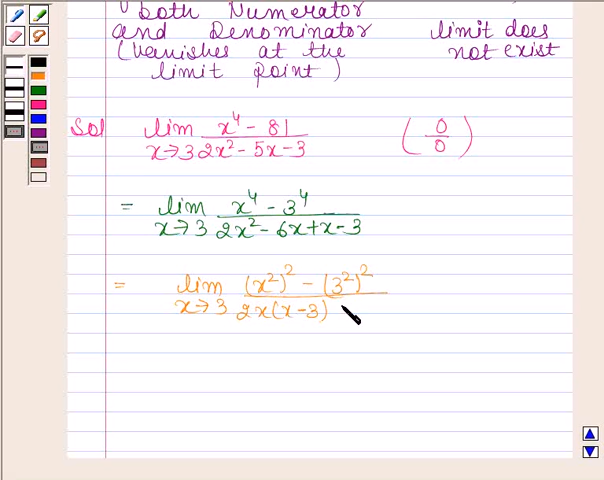 both Numerator
and Denominator limit does
(Vanishes at the not exist
limit point)
Sol lim x→3 x⁴ - 81 / 2x² - 5x - 3 (0/0)
= lim x→3 x⁴ - 3⁴ / 2x² - 6x + x - 3
= lim x→3 (x²)² - (3²)² / 2x(x-3)